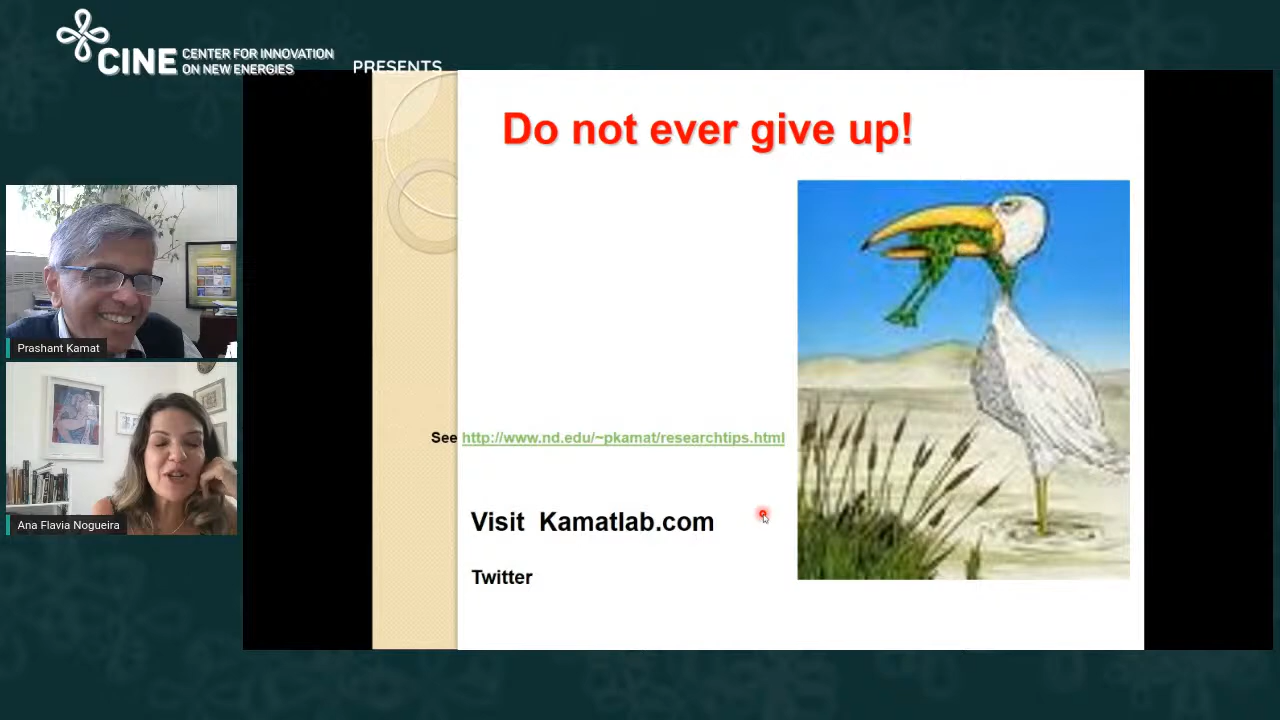 CINE CENTER FOR INNOVATION
ON NEW ENERGIES
PRESENTS
Do not ever give up!
Prashant Kamat
See http://www.nd.edu/~pkamat/researchtips.html
Visit Kamatlab.com
Ana Flavia Nogueira
Twitter